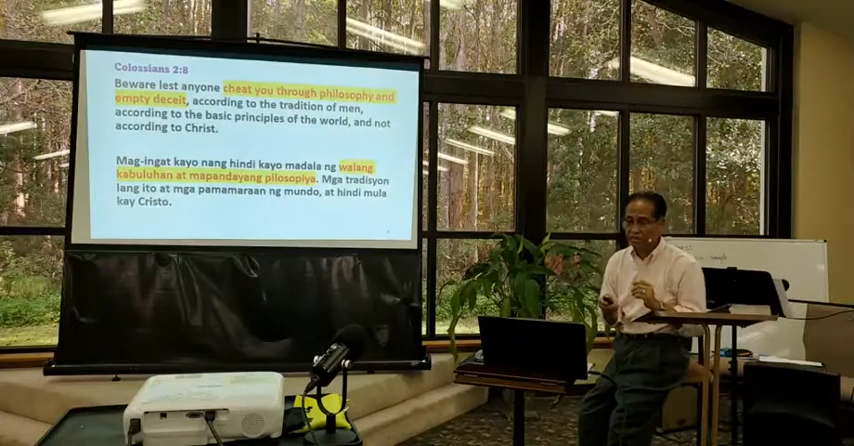 Colossians 2:8
Beware lest anyone cheat you through philosophy and
empty deceit, according to the tradition of men,
according to the basic principles of the world, and not
according to Christ.
Mag-ingat kayo nang hindi kayo madala ng walang
kabuluhan at mapandayang pilosopiya. Mga tradisyon
lang ito at mga pamamaraan ng mundo, at hindi mula
kay Cristo.